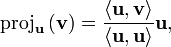 proj_u (v) = ⟨u, v⟩ / ⟨u, u⟩ u,